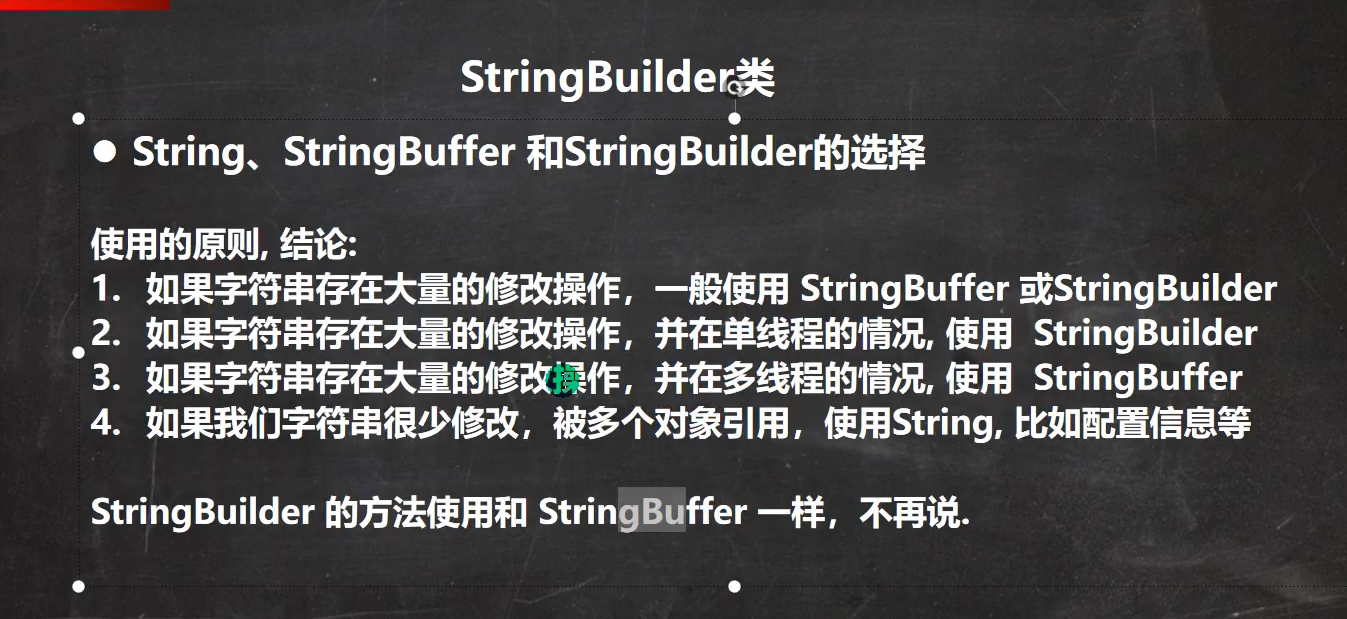 StringBuilder类
● String、StringBuffer 和StringBuilder的选择
使用的原则, 结论:
1. 如果字符串存在大量的修改操作，一般使用 StringBuffer 或StringBuilder
2. 如果字符串存在大量的修改操作，并在单线程的情况, 使用 StringBuilder
3. 如果字符串存在大量的修改操作，并在多线程的情况, 使用 StringBuffer
4. 如果我们字符串很少修改，被多个对象引用，使用String, 比如配置信息等
StringBuilder 的方法使用和 StringBuffer 一样，不再说.